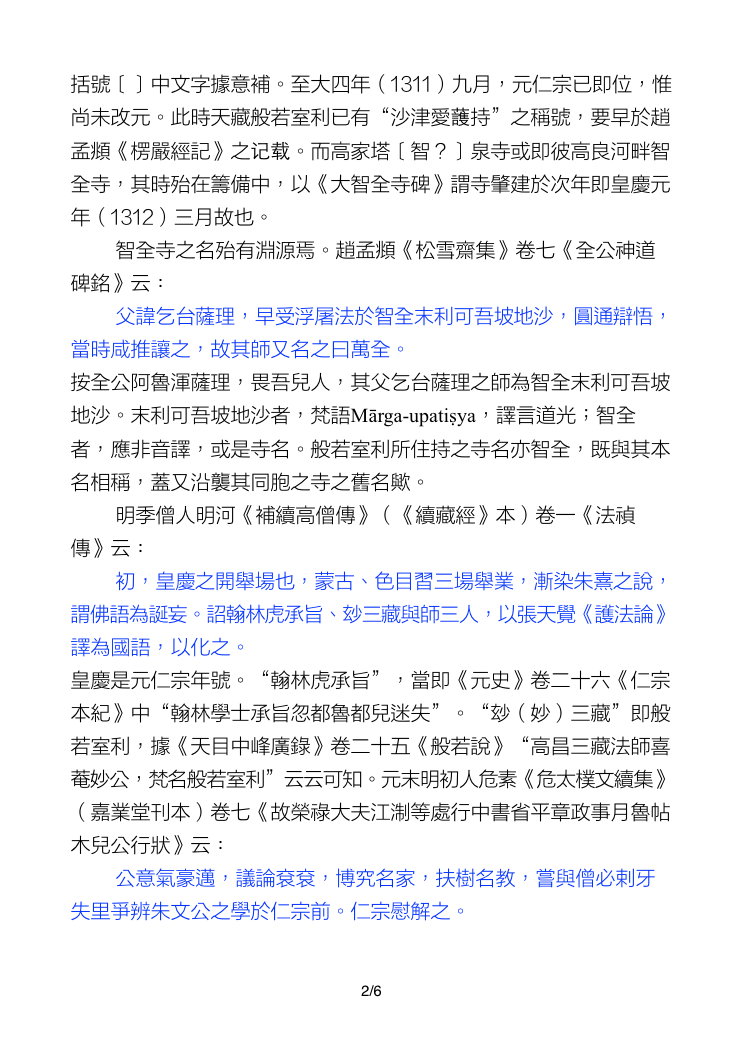 括號〔 〕中文字據意補。至大四年（1311）九月，元仁宗已即位，惟
尚未改元。此時天藏般若室利已有“沙津愛護持”之稱號，要早於趙
孟頫《楞嚴經記》之记载。而高家塔〔智？〕泉寺或即彼高良河畔智
全寺，其時殆在籌備中，以《大智全寺碑》謂寺肇建於次年即皇慶元
年（1312）三月故也。
智全寺之名殆有淵源焉。趙孟頫《松雪齋集》卷七《全公神道
碑銘》云：
父諱乞台薩理，早受浮屠法於智全末利可吾坡地沙，圓通辯悟，
當時咸推讓之，故其師又名之曰萬全。
按全公阿魯渾薩理，畏吾兒人，其父乞台薩理之師為智全末利可吾坡
地沙。末利可吾坡地沙者，梵語Mārga-upatiṣya，譯言道光；智全
者，應非音譯，或是寺名。般若室利所住持之寺名亦智全，既與其本
名相稱，蓋又沿襲其同胞之寺之舊名歟。
明季僧人明河《補續高僧傳》（《續藏經》本）卷一《法禎
傳》云：
初，皇慶之開舉場也，蒙古、色目習三場舉業，漸染朱熹之說，
謂佛語為誕妄。詔翰林虎承旨、玅三藏與師三人，以張天覺《護法論》
譯為國語，以化之。
皇慶是元仁宗年號。“翰林虎承旨”，當即《元史》卷二十六《仁宗
本紀》中“翰林學士承旨忽都魯都兒迷失”。“玅（妙）三藏”即般
若室利，據《天目中峰廣錄》卷二十五《般若說》“高昌三藏法師喜
菴妙公，梵名般若室利”云云可知。元末明初人危素《危太樸文續集》
（嘉業堂刊本）卷七《故榮祿大夫江淛等處行中書省平章政事月魯帖
木兒公行狀》云：
公意氣豪邁，議論袞袞，博究名家，扶樹名教，嘗與僧必剌牙
失里爭辨朱文公之學於仁宗前。仁宗慰解之。
2/6